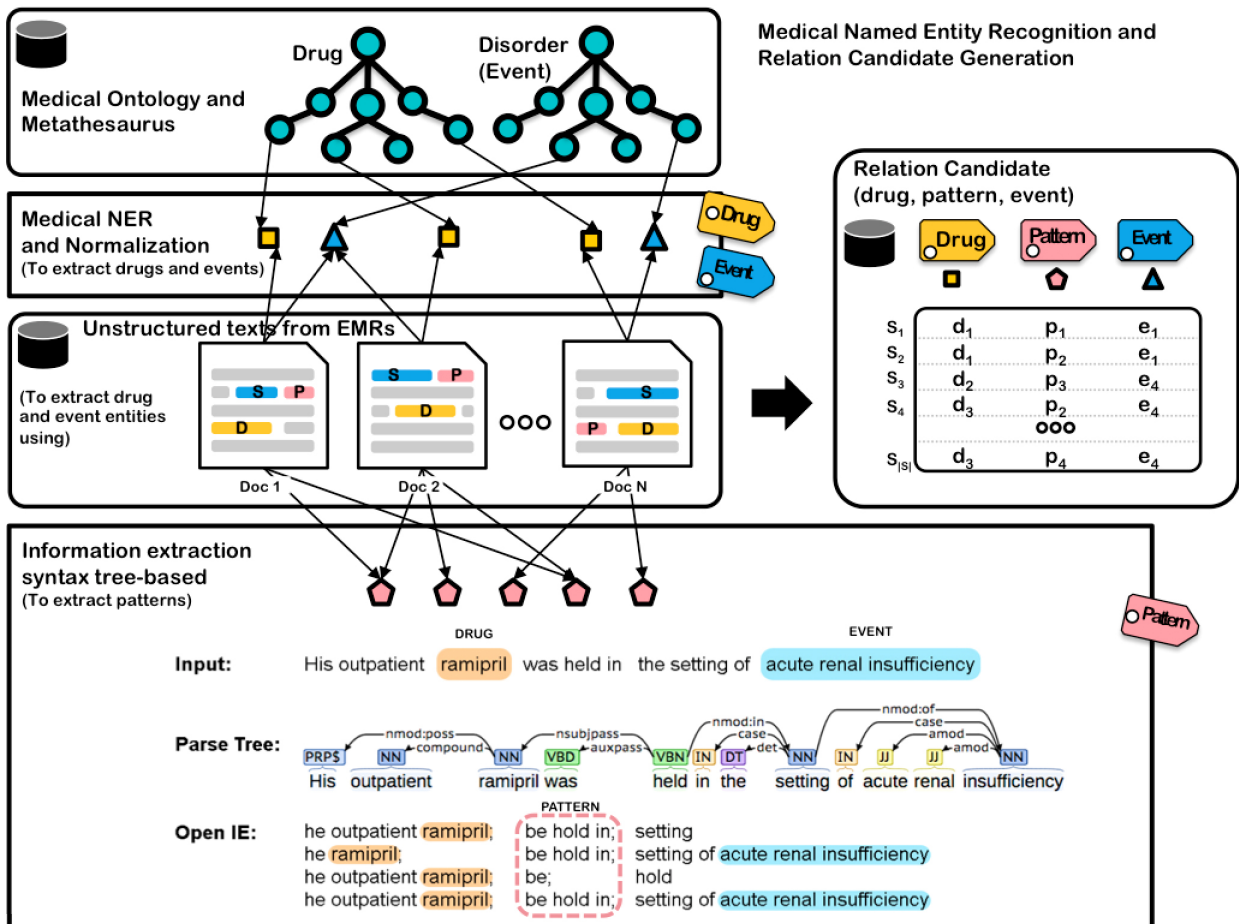 Medical Named Entity Recognition and
Relation Candidate Generation
Drug
Disorder
(Event)
Medical Ontology and
Metathesaurus
Medical NER
and Normalization
(To extract drugs and events)
Drug
Event
Unstructured texts from EMRs
(To extract drug
and event entities
using)
S P
D
Doc 1
S P
D
Doc 2
S
P D
Doc N
Relation Candidate
(drug, pattern, event)
Drug Pattern Event
S1 d1 p1 e1
S2 d1 p2 e1
S3 d2 p3 e4
S4 d3 p2 e4
S|S| d3 p4 e4
Information extraction
syntax tree-based
(To extract patterns)
Pattern
DRUG EVENT
Input: His outpatient ramipril was held in the setting of acute renal insufficiency
Parse Tree:
nmod:poss compound nsubjpass auxpass nmod:in case det nmod:of case amod amod
PRP$ NN NN VBD VBN IN DT NN IN JJ JJ NN
His outpatient ramipril was held in the setting of acute renal insufficiency
PATTERN
Open IE: he outpatient ramipril; be hold in; setting
he ramipril; be hold in; setting of acute renal insufficiency
he outpatient ramipril; be; hold
he outpatient ramipril; be hold in; setting of acute renal insufficiency